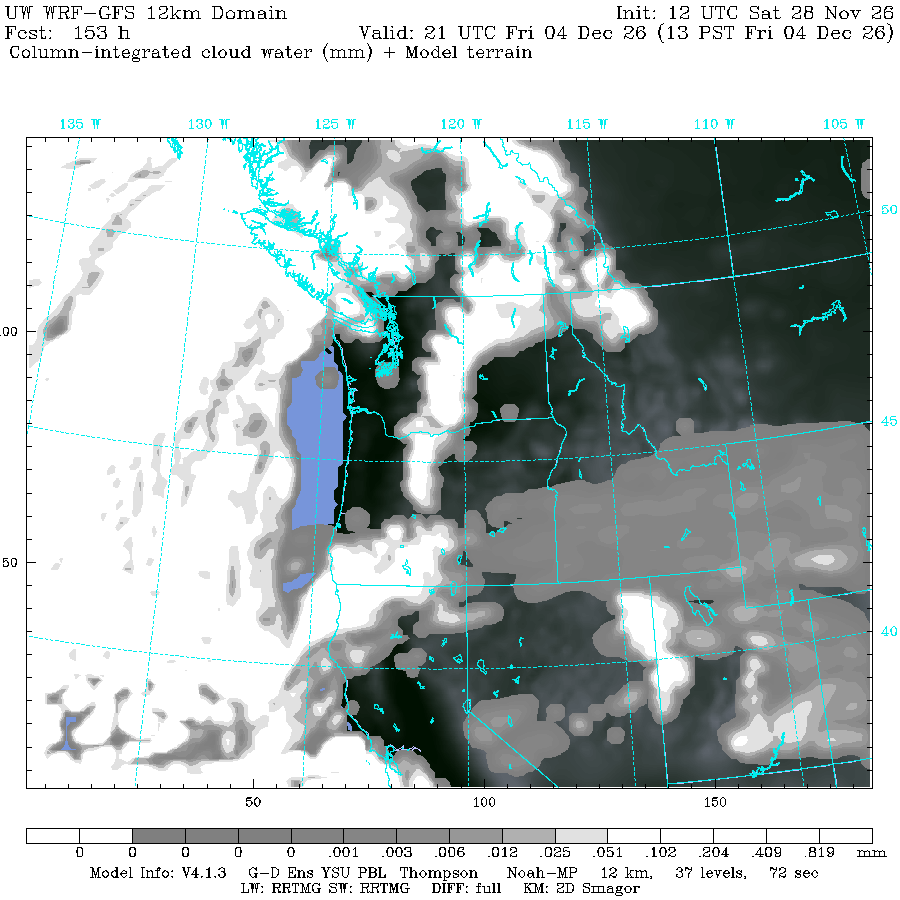 UW WRF-GFS 12km Domain Init: 12 UTC Sat 28 Nov 26
Fcst: 153 h Valid: 21 UTC Fri 04 Dec 26 (13 PST Fri 04 Dec 26)
Column-integrated cloud water (mm) + Model terrain
135 W 130 W 125 W 120 W 115 W 110 W 105 W
50
00
45
50
40
50 100 150
0 0 0 0 0 .001 .003 .006 .012 .025 .051 .102 .204 .409 .819 mm
Model Info: V4.1.3 G-D Ens YSU PBL Thompson Noah-MP 12 km, 37 levels, 72 sec
LW: RRTMG SW: RRTMG DIFF: full KM: 2D Smagor